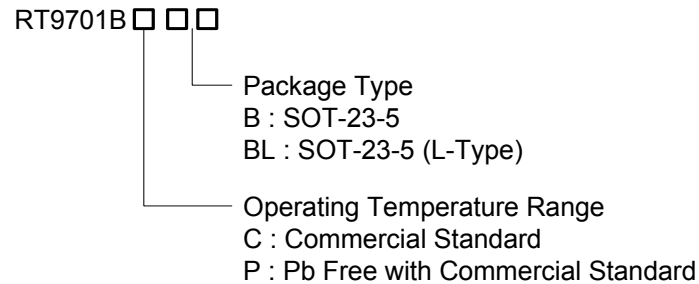 RT9701B
Package Type
B : SOT-23-5
BL : SOT-23-5 (L-Type)
Operating Temperature Range
C : Commercial Standard
P : Pb Free with Commercial Standard